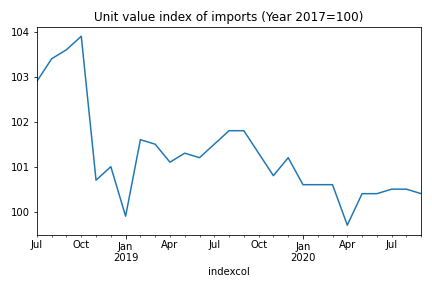 Unit value index of imports (Year 2017=100)
104
103
102
101
100
Jul Oct Jan Apr Jul Oct Jan Apr Jul
2019 2020
indexcol